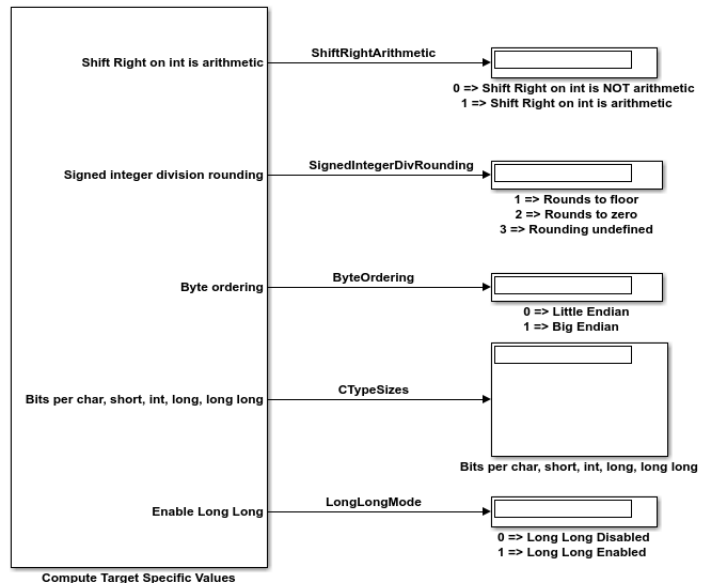 Shift Right on int is arithmetic
ShiftRightArithmetic
0 => Shift Right on int is NOT arithmetic
1 => Shift Right on int is arithmetic
Signed integer division rounding
SignedIntegerDivRounding
1 => Rounds to floor
2 => Rounds to zero
3 => Rounding undefined
Byte ordering
ByteOrdering
0 => Little Endian
1 => Big Endian
Bits per char, short, int, long, long long
CTypeSizes
Bits per char, short, int, long, long long
Enable Long Long
LongLongMode
0 => Long Long Disabled
1 => Long Long Enabled
Compute Target Specific Values